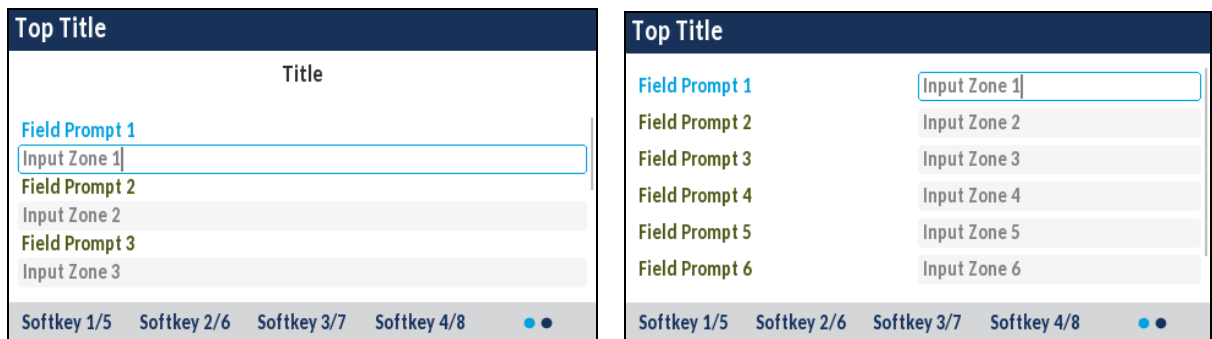 Top Title
Title
Field Prompt 1
Input Zone 1
Field Prompt 2
Input Zone 2
Field Prompt 3
Input Zone 3
Softkey 1/5 Softkey 2/6 Softkey 3/7 Softkey 4/8
Top Title
Field Prompt 1 Input Zone 1
Field Prompt 2 Input Zone 2
Field Prompt 3 Input Zone 3
Field Prompt 4 Input Zone 4
Field Prompt 5 Input Zone 5
Field Prompt 6 Input Zone 6
Softkey 1/5 Softkey 2/6 Softkey 3/7 Softkey 4/8